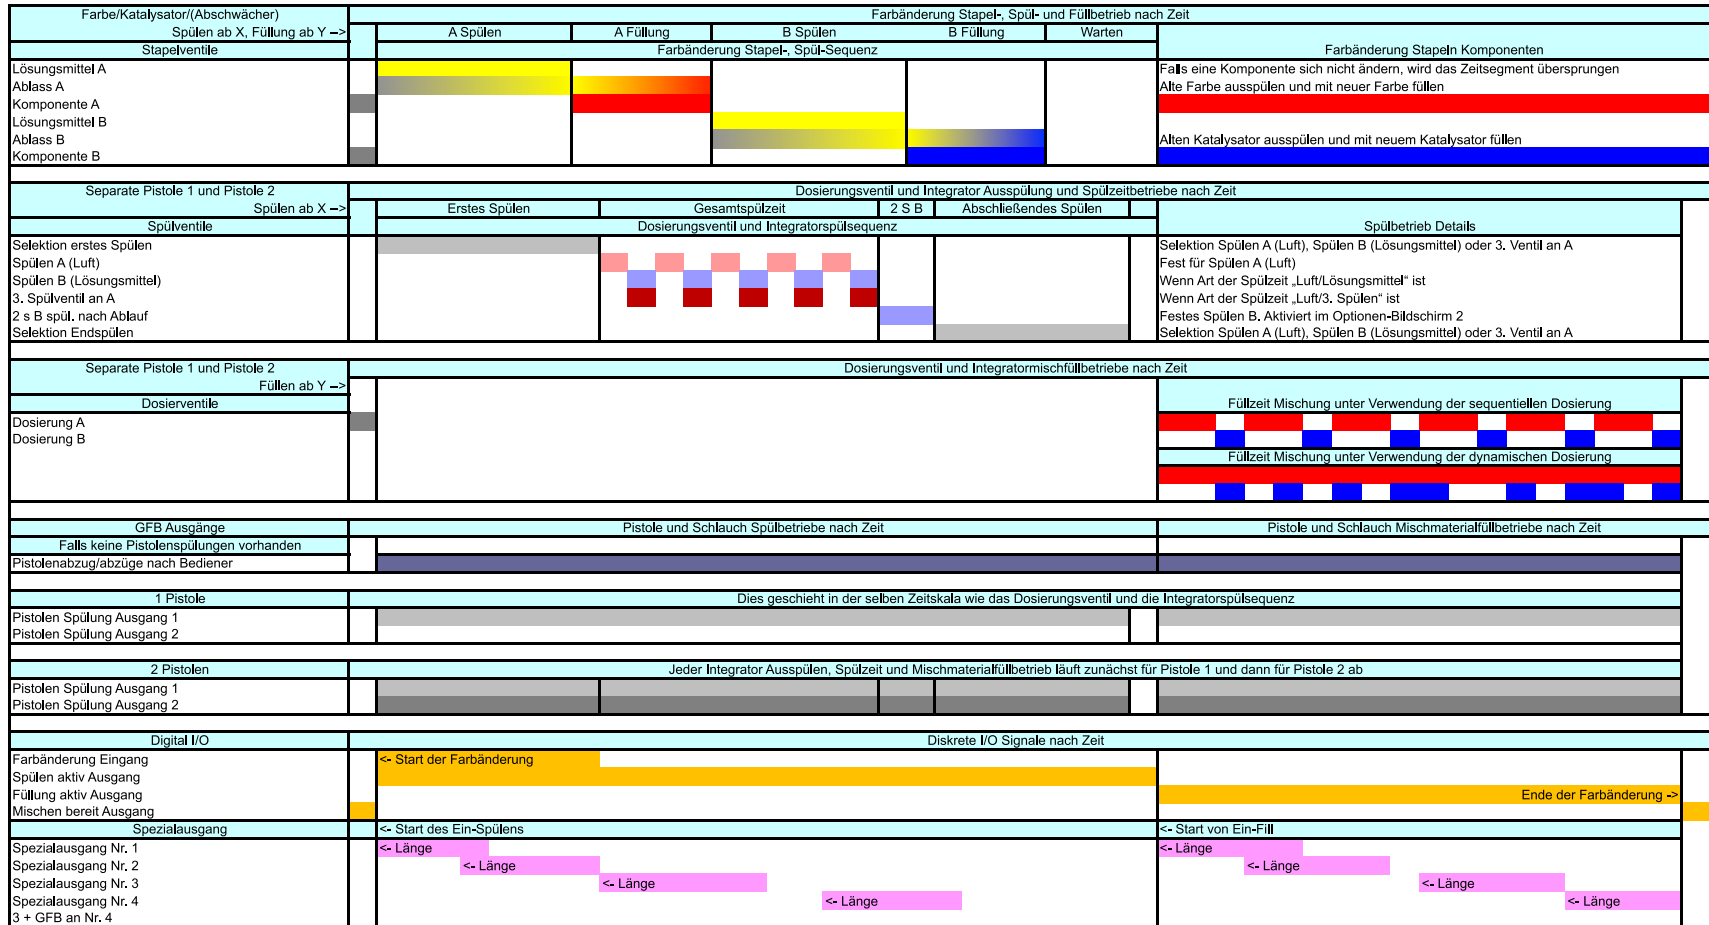 Farbe/Katalysator/(Abschwächer)
Farbänderung Stapel-, Spül- und Füllbetrieb nach Zeit
Spülen ab X, Füllung ab Y –>
A Spülen
A Füllung
B Spülen
B Füllung
Warten
Stapelventile
Farbänderung Stapel-, Spül-Sequenz
Farbänderung Stapeln Komponenten
Lösungsmittel A
Falls eine Komponente sich nicht ändern, wird das Zeitsegment übersprungen
Ablass A
Alte Farbe ausspülen und mit neuer Farbe füllen
Komponente A
Lösungsmittel B
Ablass B
Alten Katalysator ausspülen und mit neuem Katalysator füllen
Komponente B
Separate Pistole 1 und Pistole 2
Dosierungsventil und Integrator Ausspülung und Spülzeitbetriebe nach Zeit
Spülen ab X –>
Erstes Spülen
Gesamtspülzeit
2 S B
Abschließendes Spülen
Spülventile
Dosierungsventil und Integratorspülsequenz
Spülbetrieb Details
Selektion erstes Spülen
Selektion Spülen A (Luft), Spülen B (Lösungsmittel) oder 3. Ventil an A
Spülen A (Luft)
Fest für Spülen A (Luft)
Spülen B (Lösungsmittel)
Wenn Art der Spülzeit „Luft/Lösungsmittel“ ist
3. Spülventil an A
Wenn Art der Spülzeit „Luft/3. Spülen“ ist
2 s B spül. nach Ablauf
Festes Spülen B. Aktiviert im Optionen-Bildschirm 2
Selektion Endspülen
Selektion Spülen A (Luft), Spülen B (Lösungsmittel) oder 3. Ventil an A
Separate Pistole 1 und Pistole 2
Dosierungsventil und Integratormischfüllbetriebe nach Zeit
Füllen ab Y –>
Dosierventile
Füllzeit Mischung unter Verwendung der sequentiellen Dosierung
Dosierung A
Dosierung B
Füllzeit Mischung unter Verwendung der dynamischen Dosierung
GFB Ausgänge
Pistole und Schlauch Spülbetriebe nach Zeit
Pistole und Schlauch Mischmaterialfüllbetriebe nach Zeit
Falls keine Pistolenspülungen vorhanden
Pistolenabzug/abzüge nach Bediener
1 Pistole
Dies geschieht in der selben Zeitskala wie das Dosierungsventil und die Integratorspülsequenz
Pistolen Spülung Ausgang 1
Pistolen Spülung Ausgang 2
2 Pistolen
Jeder Integrator Ausspülen, Spülzeit und Mischmaterialfüllbetrieb läuft zunächst für Pistole 1 und dann für Pistole 2 ab
Pistolen Spülung Ausgang 1
Pistolen Spülung Ausgang 2
Digital I/O
Diskrete I/O Signale nach Zeit
Farbänderung Eingang
<- Start der Farbänderung
Spülen aktiv Ausgang
Füllung aktiv Ausgang
Ende der Farbänderung ->
Mischen bereit Ausgang
Spezialausgang
<- Start des Ein-Spülens
<- Start von Ein-Fill
Spezialausgang Nr. 1
<- Länge
<- Länge
Spezialausgang Nr. 2
<- Länge
<- Länge
Spezialausgang Nr. 3
<- Länge
<- Länge
Spezialausgang Nr. 4
<- Länge
<- Länge
3 + GFB an Nr. 4